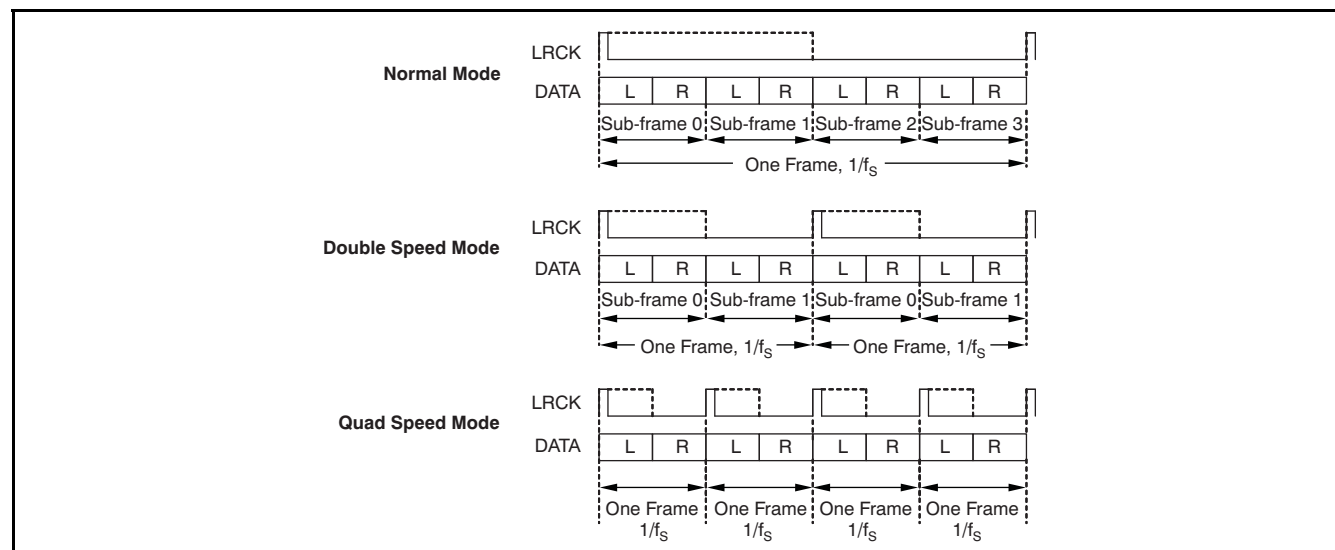 LRCK
Normal Mode
DATA L R L R L R L R
Sub-frame 0 Sub-frame 1 Sub-frame 2 Sub-frame 3
One Frame, 1/fS
LRCK
Double Speed Mode
DATA L R L R L R L R
Sub-frame 0 Sub-frame 1 Sub-frame 0 Sub-frame 1
One Frame, 1/fS One Frame, 1/fS
LRCK
Quad Speed Mode
DATA L R L R L R L R
One Frame One Frame One Frame One Frame
1/fS 1/fS 1/fS 1/fS